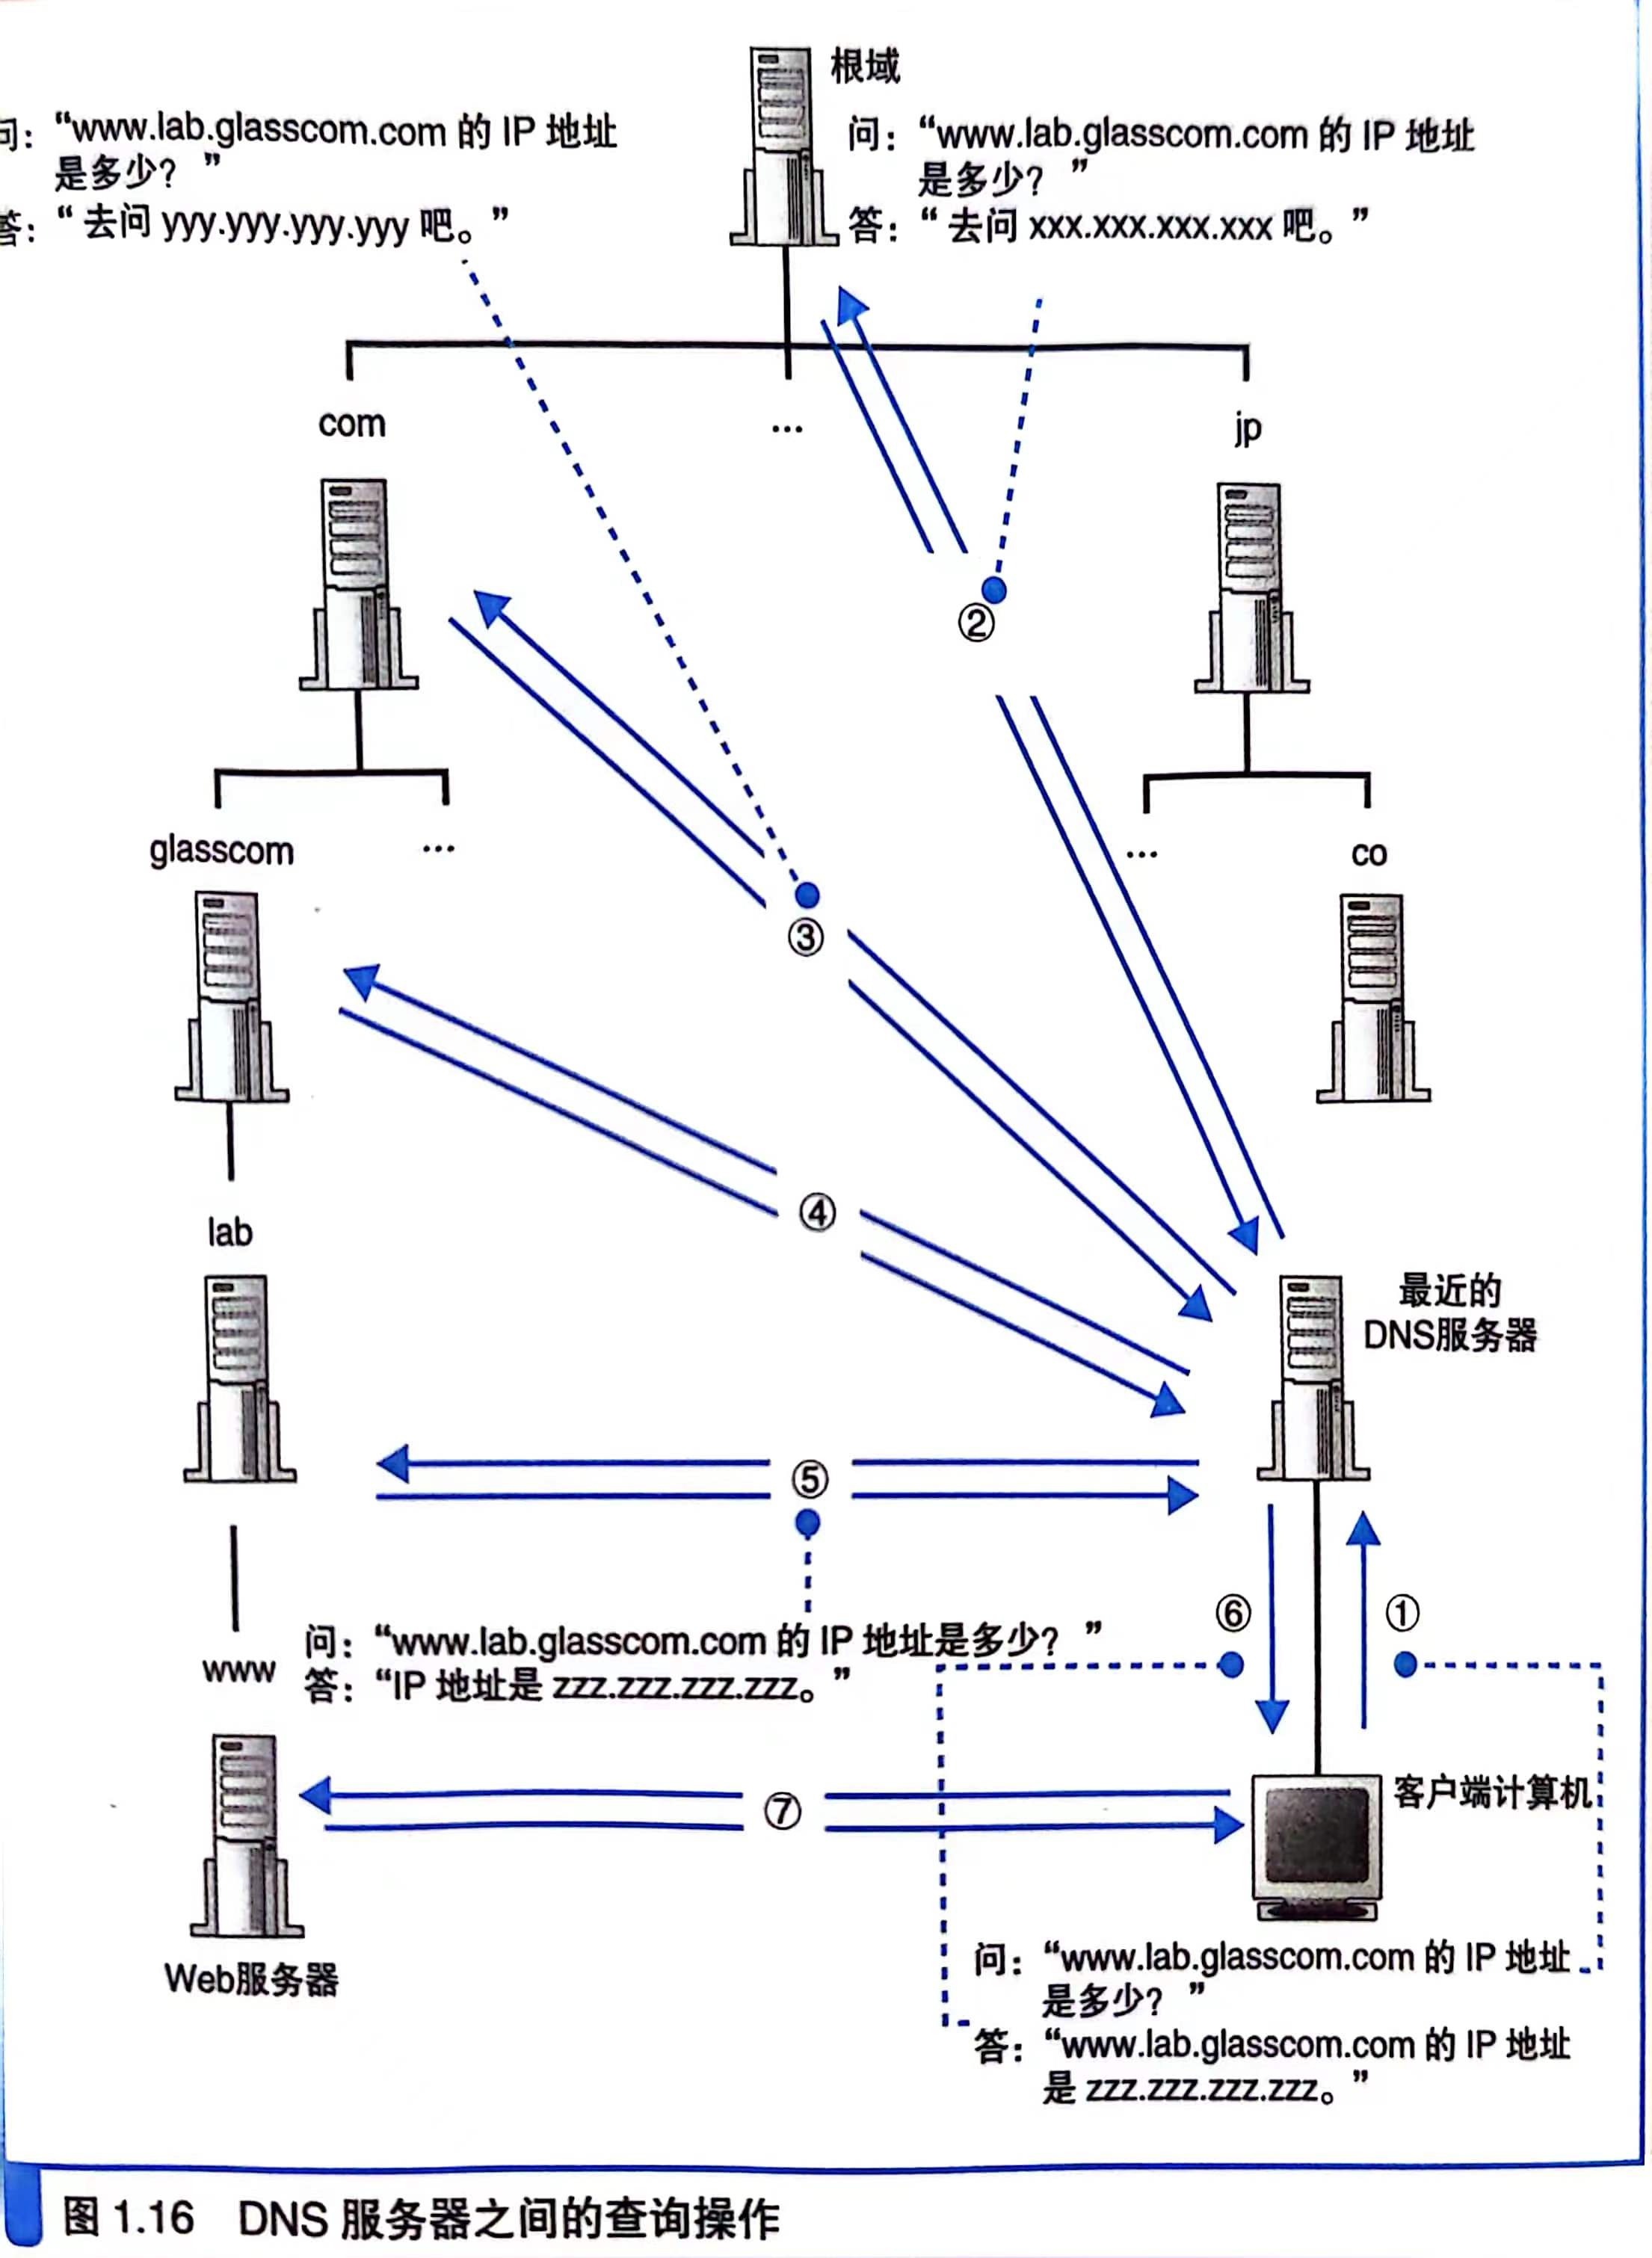 根域
问：“www.lab.glasscom.com 的 IP 地址
是多少？”
答：“去问 yyy.yyy.yyy.yyy 吧。”
问：“www.lab.glasscom.com 的 IP 地址
是多少？”
答：“去问 xxx.xxx.xxx.xxx 吧。”
com
…
jp
②
glasscom
…
…
co
③
④
lab
最近的
DNS服务器
⑤
⑥
①
问：“www.lab.glasscom.com 的 IP 地址是多少？”
答：“IP 地址是 zzz.zzz.zzz.zzz。”
www
⑦
客户端计算机
Web服务器
问：“www.lab.glasscom.com 的 IP 地址
是多少？”
答：“www.lab.glasscom.com 的 IP 地址
是 zzz.zzz.zzz.zzz。”
图 1.16 DNS 服务器之间的查询操作